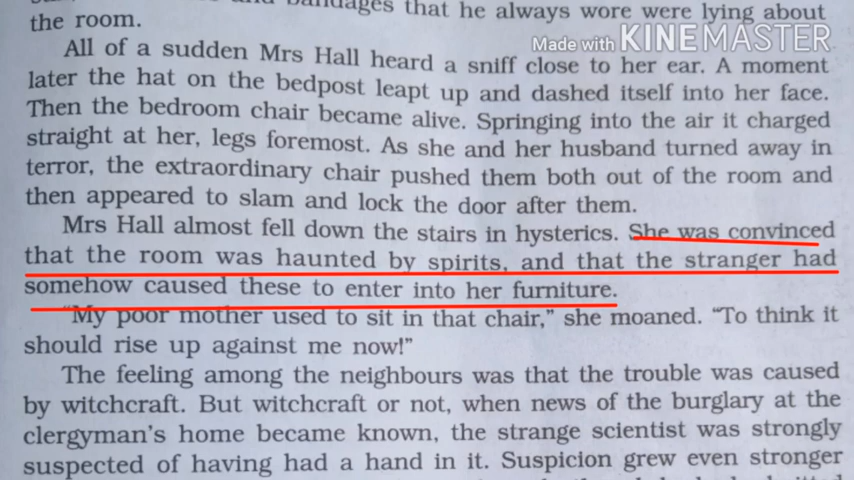 bandages that he always wore were lying about
the room.
Made with KINEMASTER
All of a sudden Mrs Hall heard a sniff close to her ear. A moment
later the hat on the bedpost leapt up and dashed itself into her face.
Then the bedroom chair became alive. Springing into the air it charged
straight at her, legs foremost. As she and her husband turned away in
terror, the extraordinary chair pushed them both out of the room and
then appeared to slam and lock the door after them.
Mrs Hall almost fell down the stairs in hysterics. She was convinced
that the room was haunted by spirits, and that the stranger had
somehow caused these to enter into her furniture.
“My poor mother used to sit in that chair,” she moaned. “To think it
should rise up against me now!”
The feeling among the neighbours was that the trouble was caused
by witchcraft. But witchcraft or not, when news of the burglary at the
clergyman’s home became known, the strange scientist was strongly
suspected of having had a hand in it. Suspicion grew even stronger